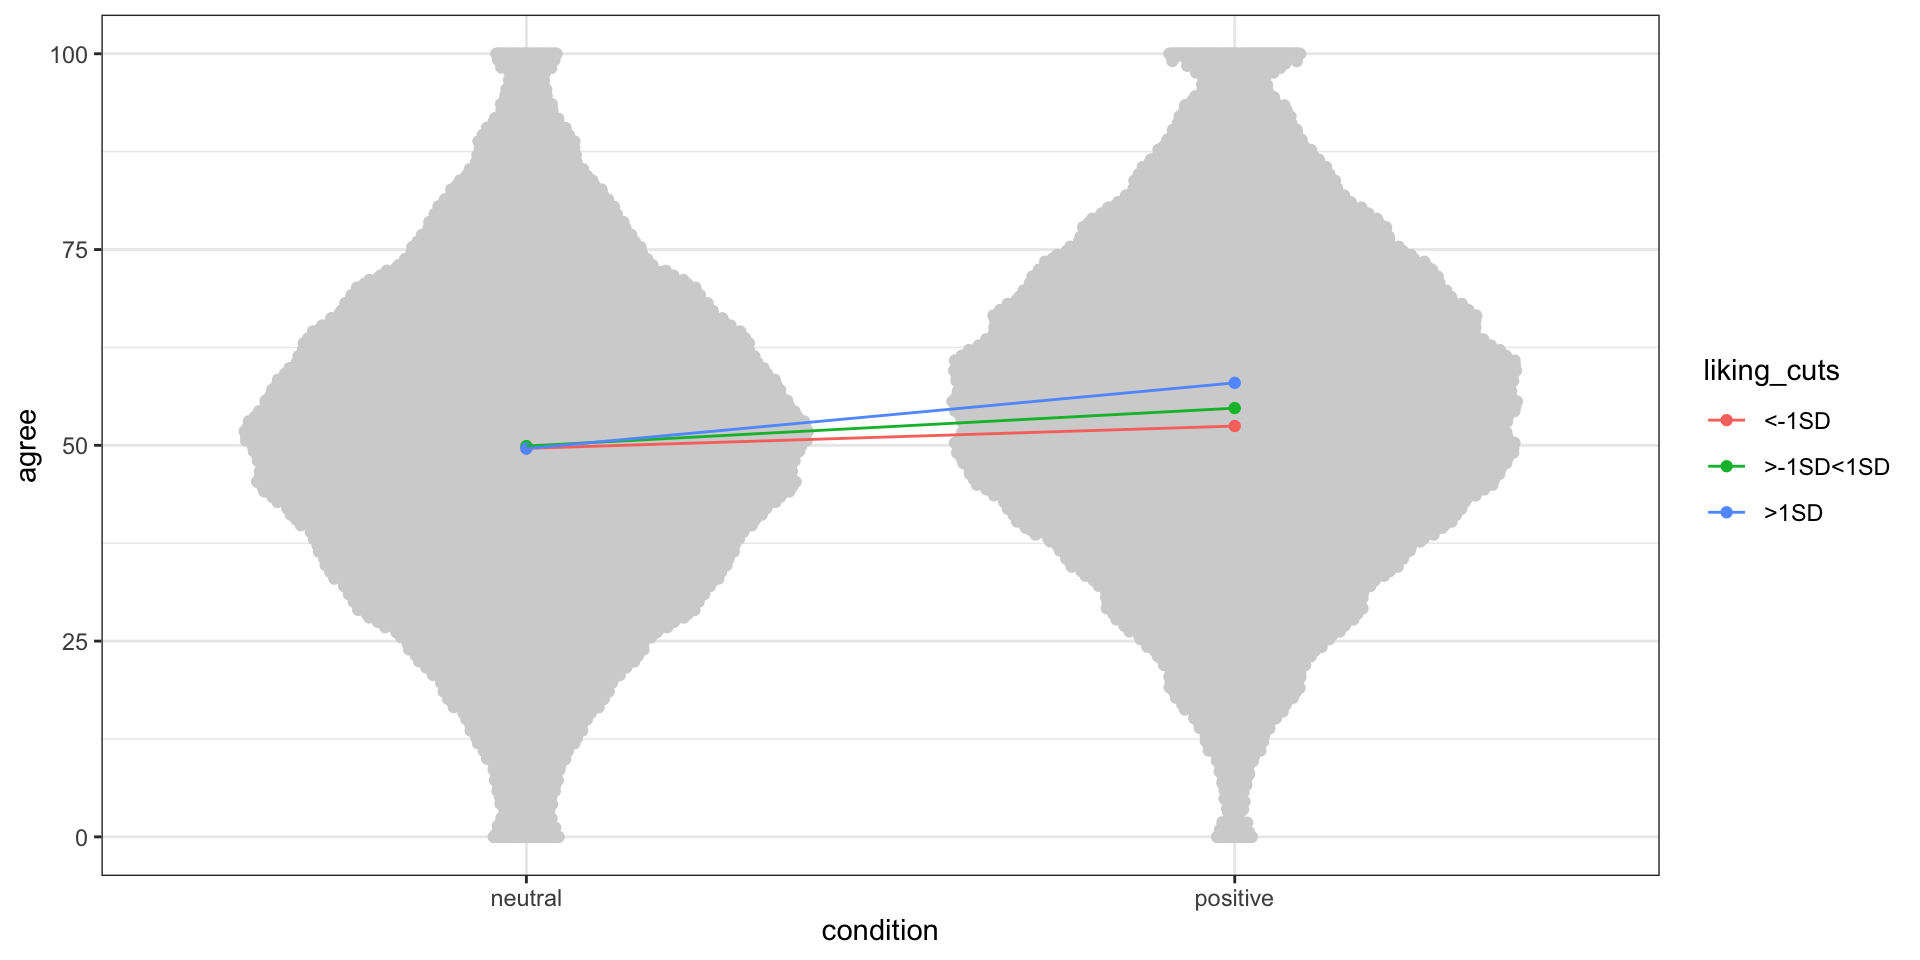 100
75
50
25
0
agree
neutral
positive
condition
liking_cuts
<-1SD
>-1SD<1SD
>1SD